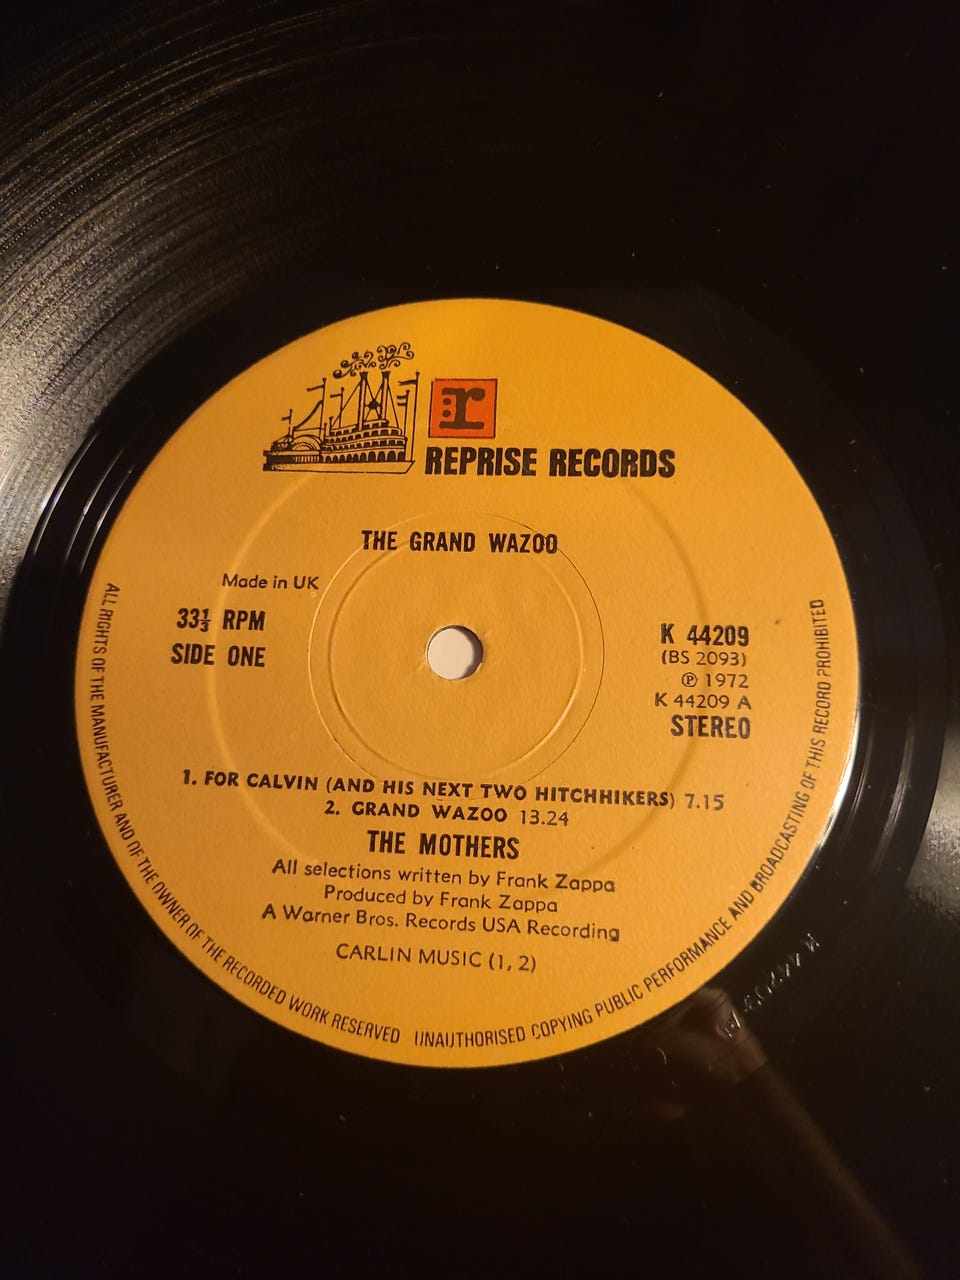 r
REPRISE RECORDS
THE GRAND WAZOO
Made in UK
33⅓ RPM
SIDE ONE
K 44209
(BS 2093)
℗ 1972
K 44209 A
STEREO
1. FOR CALVIN (AND HIS NEXT TWO HITCHHIKERS) 7.15
2. GRAND WAZOO 13.24
THE MOTHERS
All selections written by Frank Zappa
Produced by Frank Zappa
A Warner Bros. Records USA Recording
CARLIN MUSIC (1, 2)
ALL RIGHTS OF THE MANUFACTURER AND OF THE OWNER OF THE RECORDED WORK RESERVED UNAUTHORISED COPYING PUBLIC PERFORMANCE AND BROADCASTING OF THIS RECORD PROHIBITED